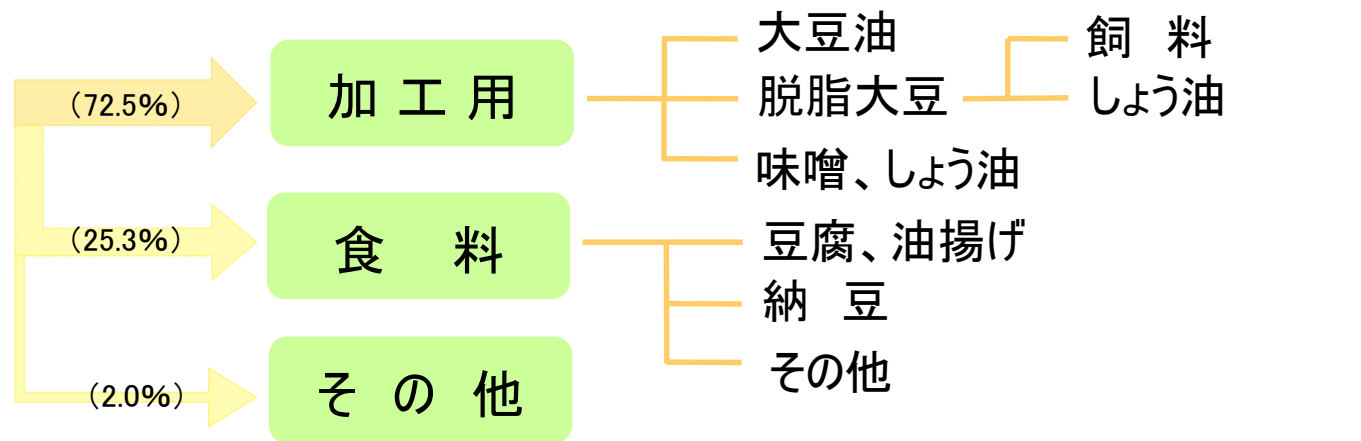 （72.5%）
加 工 用
大豆油
脱脂大豆
飼　料
しょう油
味噌、しょう油
（25.3%）
食　料
豆腐、油揚げ
納　豆
その他
（2.0%）
そ の 他